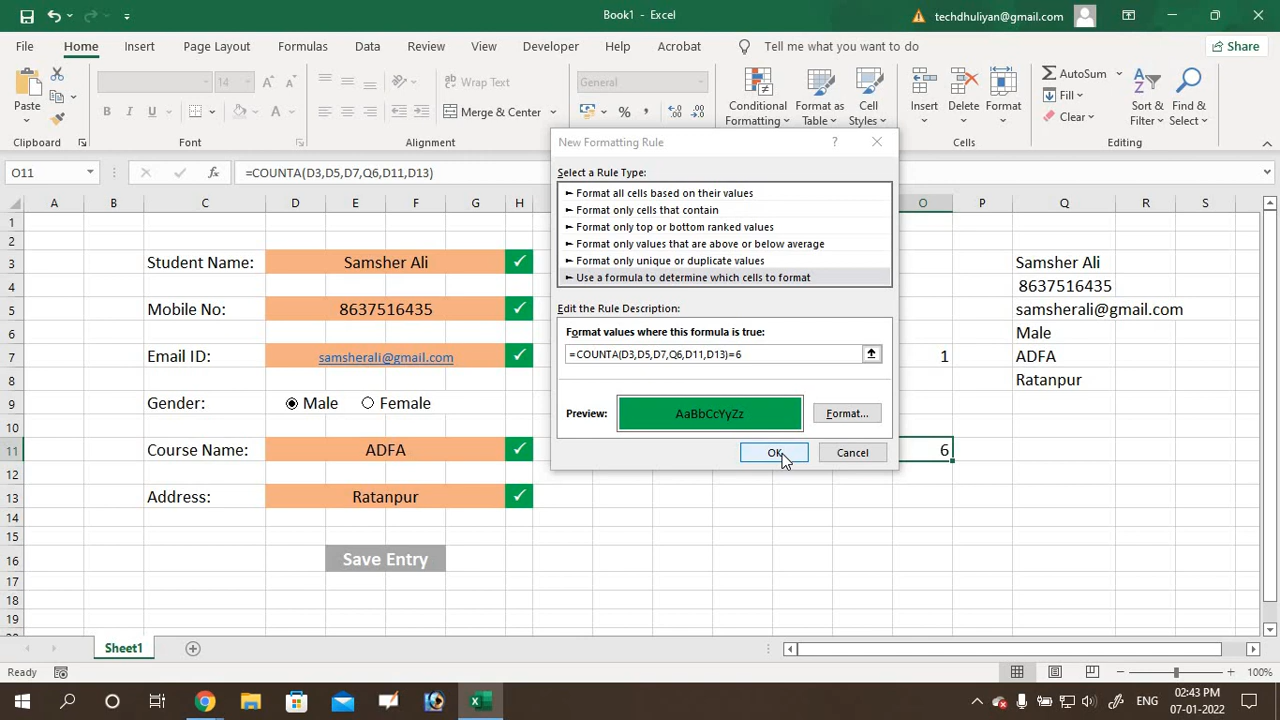 Book1 - Excel
techdhuliyan@gmail.com
File Home Insert Page Layout Formulas Data Review View Developer Help Acrobat Tell me what you want to do Share
Paste
14
B I U
A A
Wrap Text
Merge & Center
General
% ,
Conditional Formatting
Format as Table
Cell Styles
Insert
Delete
Format
AutoSum
Fill
Clear
Sort & Filter
Find & Select
Clipboard Font Alignment Cells Editing
O11
fx
=COUNTA(D3,D5,D7,Q6,D11,D13)
A B C D E F G H O P Q R S
1
2
3 Student Name: Samsher Ali ✓ Samsher Ali
4 8637516435
5 Mobile No: 8637516435 ✓ samsherali@gmail.com
6 Male
7 Email ID: samsherali@gmail.com ✓ 1 ADFA
8 Ratanpur
9 Gender: Male Female
10
11 Course Name: ADFA ✓ 6
12
13 Address: Ratanpur ✓
14
15
16 Save Entry
17
18
19
New Formatting Rule ? ×
Select a Rule Type:
► Format all cells based on their values
► Format only cells that contain
► Format only top or bottom ranked values
► Format only values that are above or below average
► Format only unique or duplicate values
► Use a formula to determine which cells to format
Edit the Rule Description:
Format values where this formula is true:
=COUNTA(D3,D5,D7,Q6,D11,D13)=6
Preview: AaBbCcYyZz Format...
OK Cancel
Sheet1
Ready 100%
ENG
02:43 PM
07-01-2022